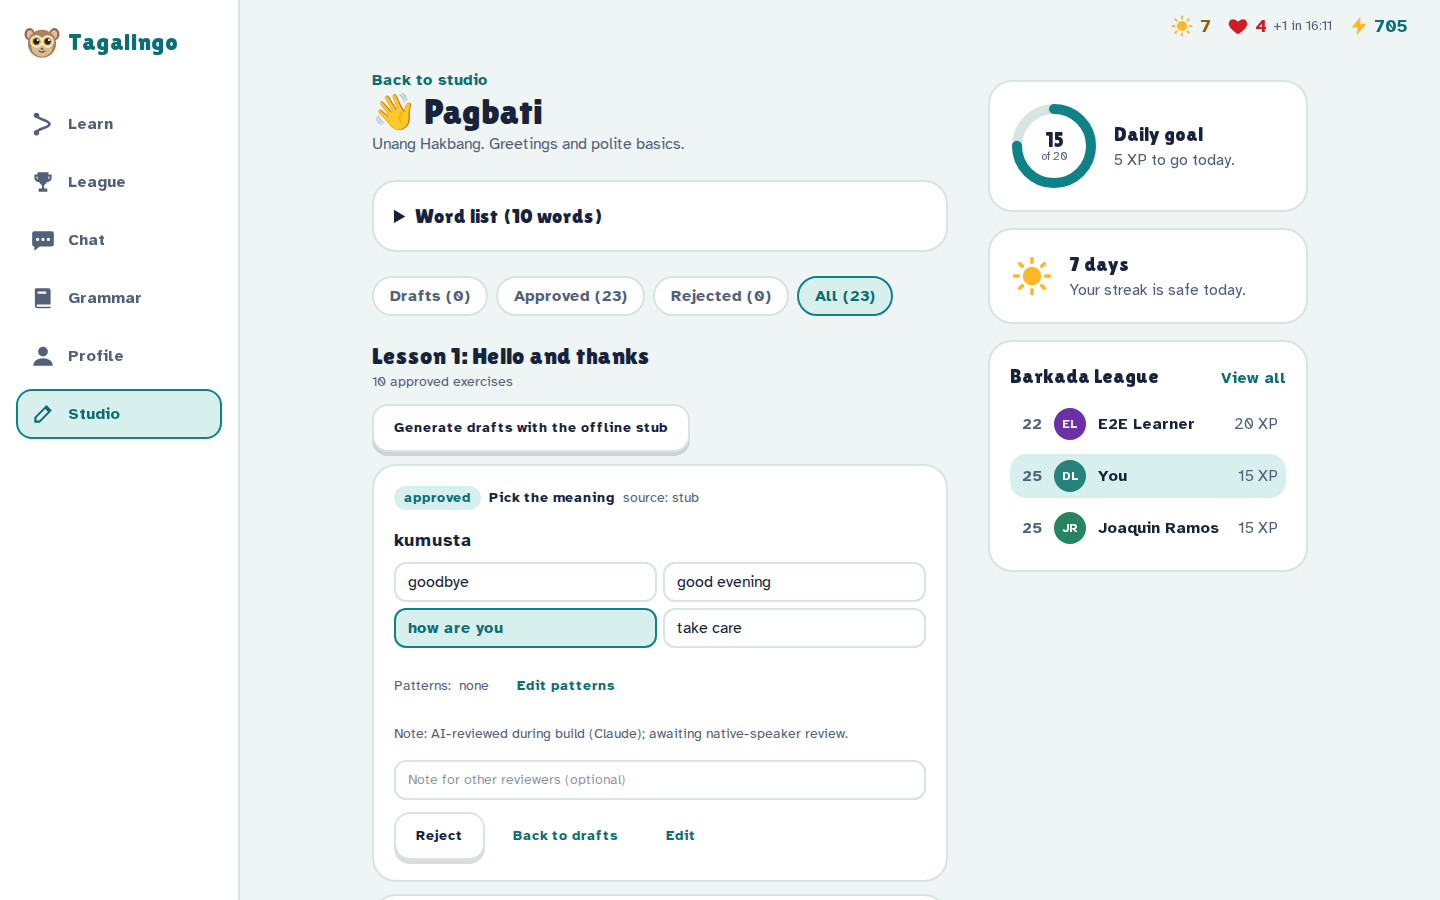 Tagalingo
Learn
League
Chat
Grammar
Profile
Studio
7
4 +1 in 16:11
705
Back to studio
Pagbati
Unang Hakbang. Greetings and polite basics.
Word list (10 words)
Drafts (0)
Approved (23)
Rejected (0)
All (23)
Lesson 1: Hello and thanks
10 approved exercises
Generate drafts with the offline stub
approved Pick the meaning source: stub
kumusta
goodbye
good evening
how are you
take care
Patterns: none Edit patterns
Note: AI-reviewed during build (Claude); awaiting native-speaker review.
Note for other reviewers (optional)
Reject
Back to drafts
Edit
15
of 20
Daily goal
5 XP to go today.
7 days
Your streak is safe today.
Barkada League View all
22 EL E2E Learner 20 XP
25 DL You 15 XP
25 JR Joaquin Ramos 15 XP